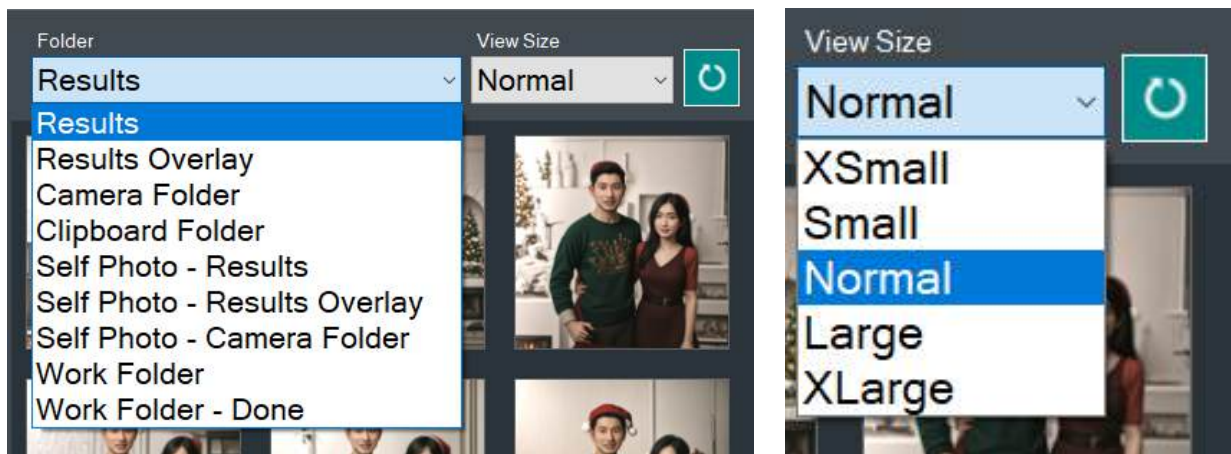 Folder
View Size
Results
Normal
Results
Results Overlay
Camera Folder
Clipboard Folder
Self Photo - Results
Self Photo - Results Overlay
Self Photo - Camera Folder
Work Folder
Work Folder - Done
View Size
Normal
XSmall
Small
Normal
Large
XLarge